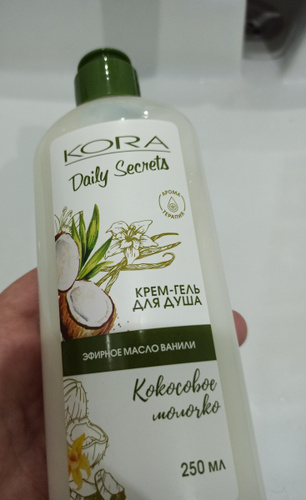 KORA
Daily Secrets
АРОМА
ТЕРАПИЯ
КРЕМ-ГЕЛЬ
ДЛЯ ДУША
ЭФИРНОЕ МАСЛО ВАНИЛИ
Кокосовое
молочко
250 МЛ